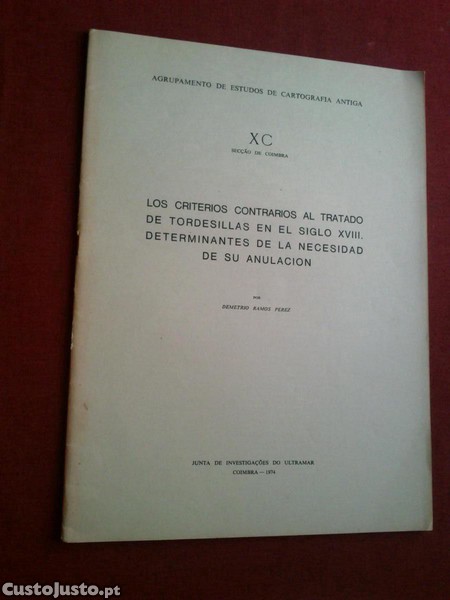 AGRUPAMENTO DE ESTUDOS DE CARTOGRAFIA ANTIGA
XC
SECÇÃO DE COIMBRA
LOS CRITERIOS CONTRARIOS AL TRATADO
DE TORDESILLAS EN EL SIGLO XVIII.
DETERMINANTES DE LA NECESIDAD
DE SU ANULACION
POR
DEMETRIO RAMOS PEREZ
JUNTA DE INVESTIGAÇÕES DO ULTRAMAR
COIMBRA — 1974
CustoJusto.pt